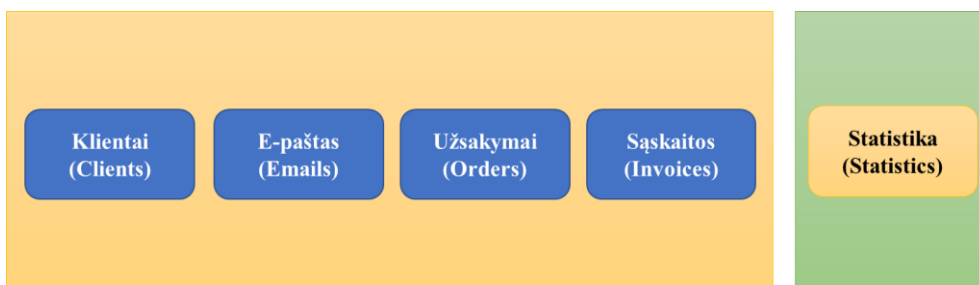 Klientai
(Clients)
E-paštas
(Emails)
Užsakymai
(Orders)
Sąskaitos
(Invoices)
Statistika
(Statistics)